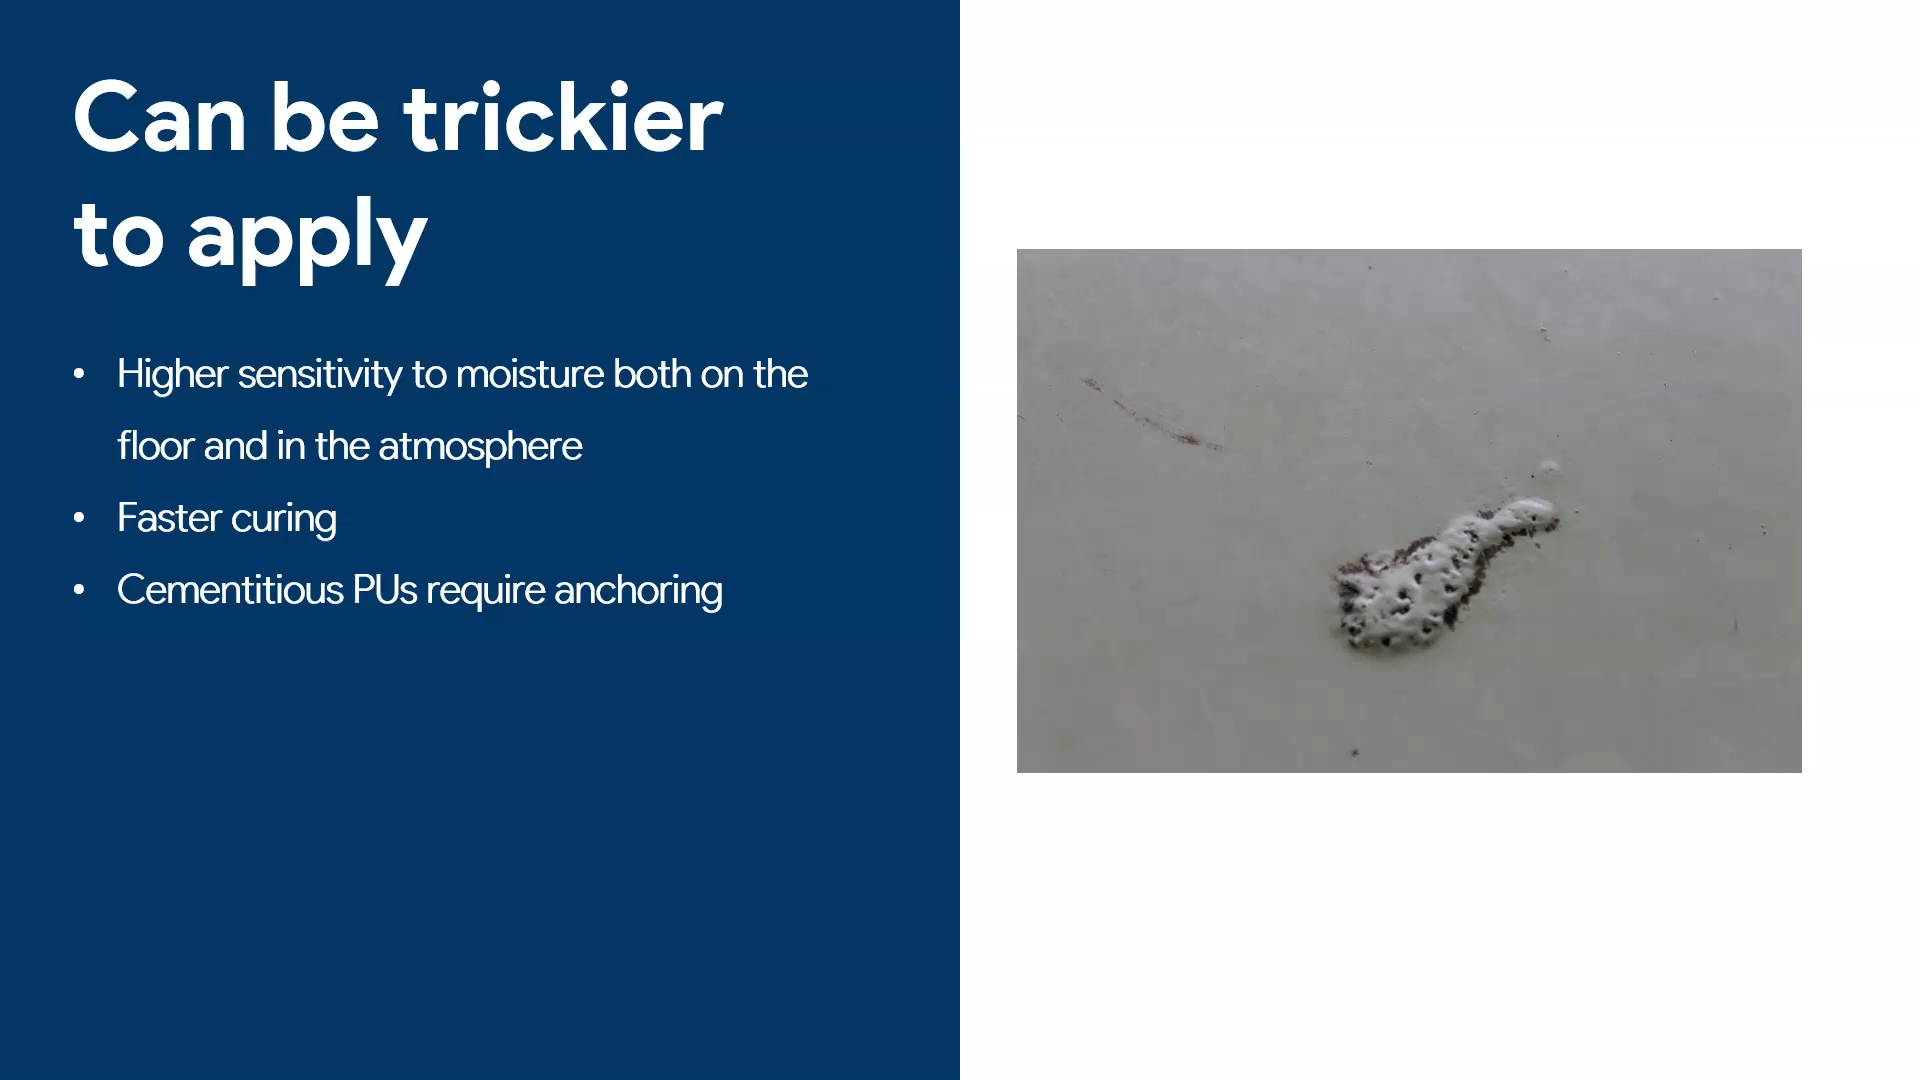 Can be trickier
to apply
• Higher sensitivity to moisture both on the
floor and in the atmosphere
• Faster curing
• Cementitious PUs require anchoring